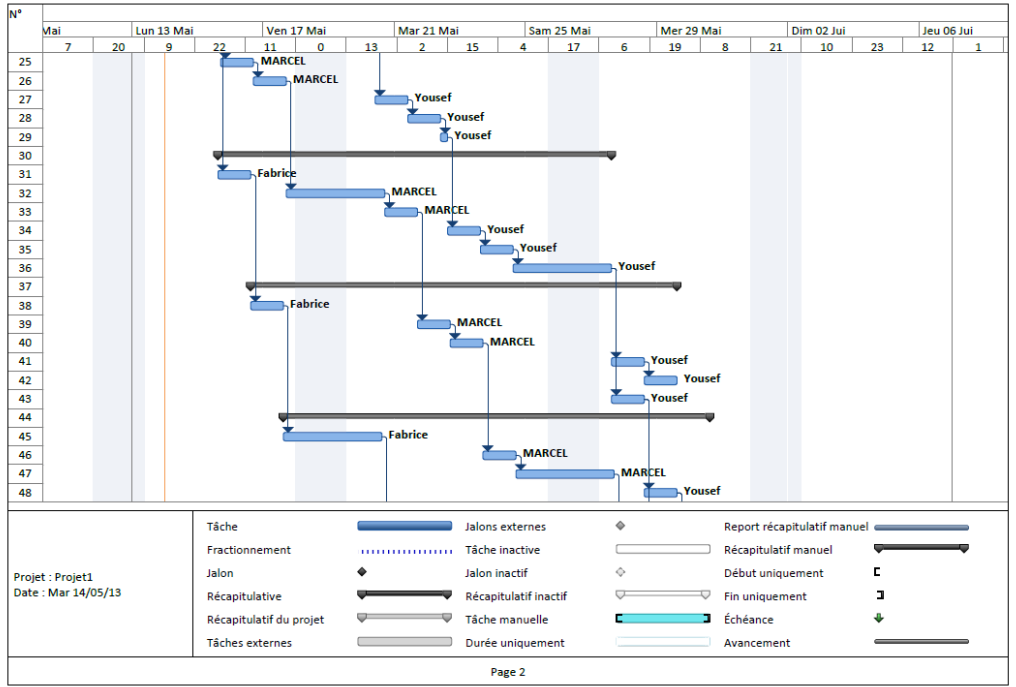 N°
Mai Lun 13 Mai Ven 17 Mai Mar 21 Mai Sam 25 Mai Mer 29 Mai Dim 02 Jui Jeu 06 Jui
7 20 9 22 11 0 13 2 15 4 17 6 19 8 21 10 23 12 1
25 MARCEL
26 MARCEL
27 Yousef
28 Yousef
29 Yousef
30
31 Fabrice
32 MARCEL
33 MARCEL
34 Yousef
35 Yousef
36 Yousef
37
38 Fabrice
39 MARCEL
40 MARCEL
41 Yousef
42 Yousef
43 Yousef
44
45 Fabrice
46 MARCEL
47 MARCEL
48 Yousef
Projet : Projet1
Date : Mar 14/05/13
Tâche
Fractionnement
Jalon
Récapitulative
Récapitulatif du projet
Tâches externes
Jalons externes
Tâche inactive
Jalon inactif
Récapitulatif inactif
Tâche manuelle
Durée uniquement
Report récapitulatif manuel
Récapitulatif manuel
Début uniquement
Fin uniquement
Échéance
Avancement
Page 2